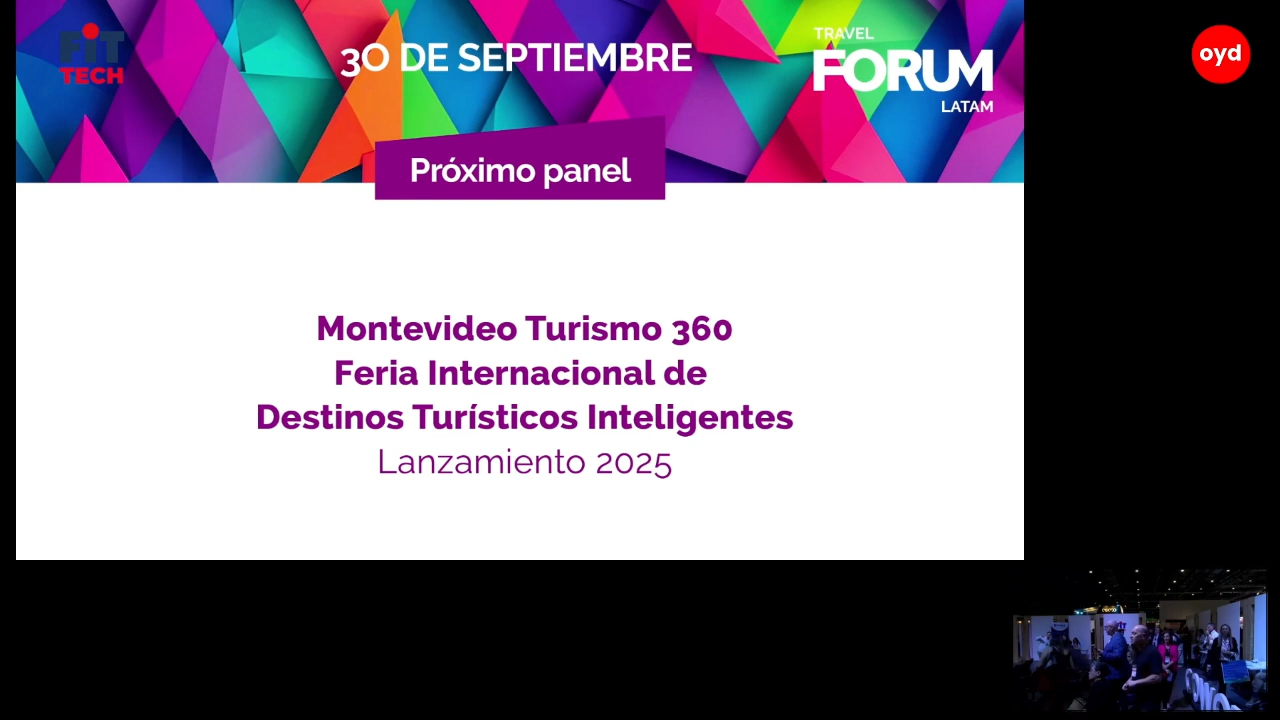 FIT
TECH
30 DE SEPTIEMBRE
TRAVEL
FORUM
LATAM
oyd
Próximo panel
Montevideo Turismo 360
Feria Internacional de
Destinos Turísticos Inteligentes
Lanzamiento 2025